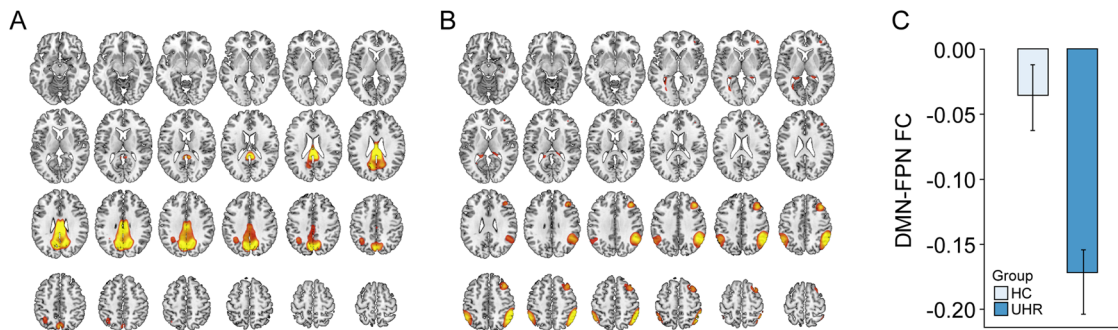 A
B
C
0.00
-0.05
-0.10
-0.15
-0.20
DMN-FPN FC
Group
HC
UHR